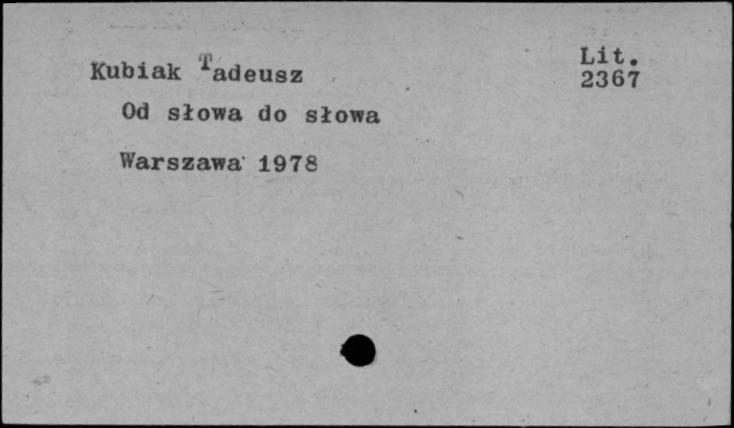 Kubiak Tadeusz
Lit.
2367
Od słowa do słowa
Warszawa 1978